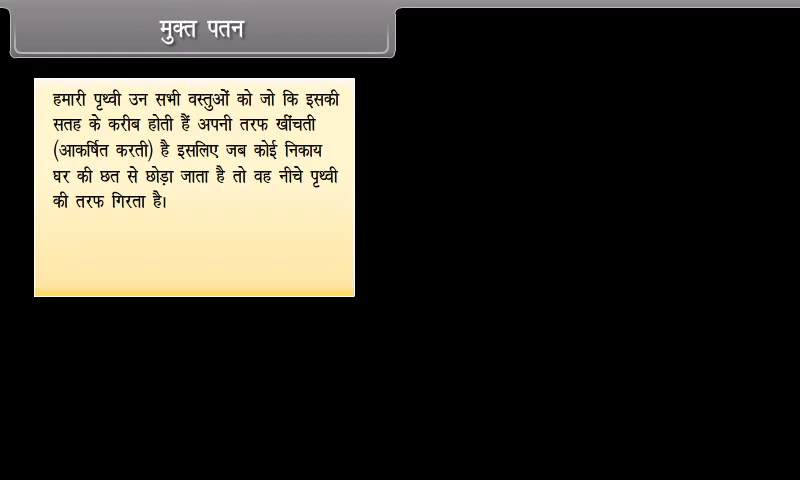 मुक्त पतन
हमारी पृथ्वी उन सभी वस्तुओं को जो कि इसकी
सतह के करीब होती हैं अपनी तरफ खींचती
(आकर्षित करती) है इसलिए जब कोई निकाय
घर की छत से छोड़ा जाता है तो वह नीचे पृथ्वी
की तरफ गिरता है।